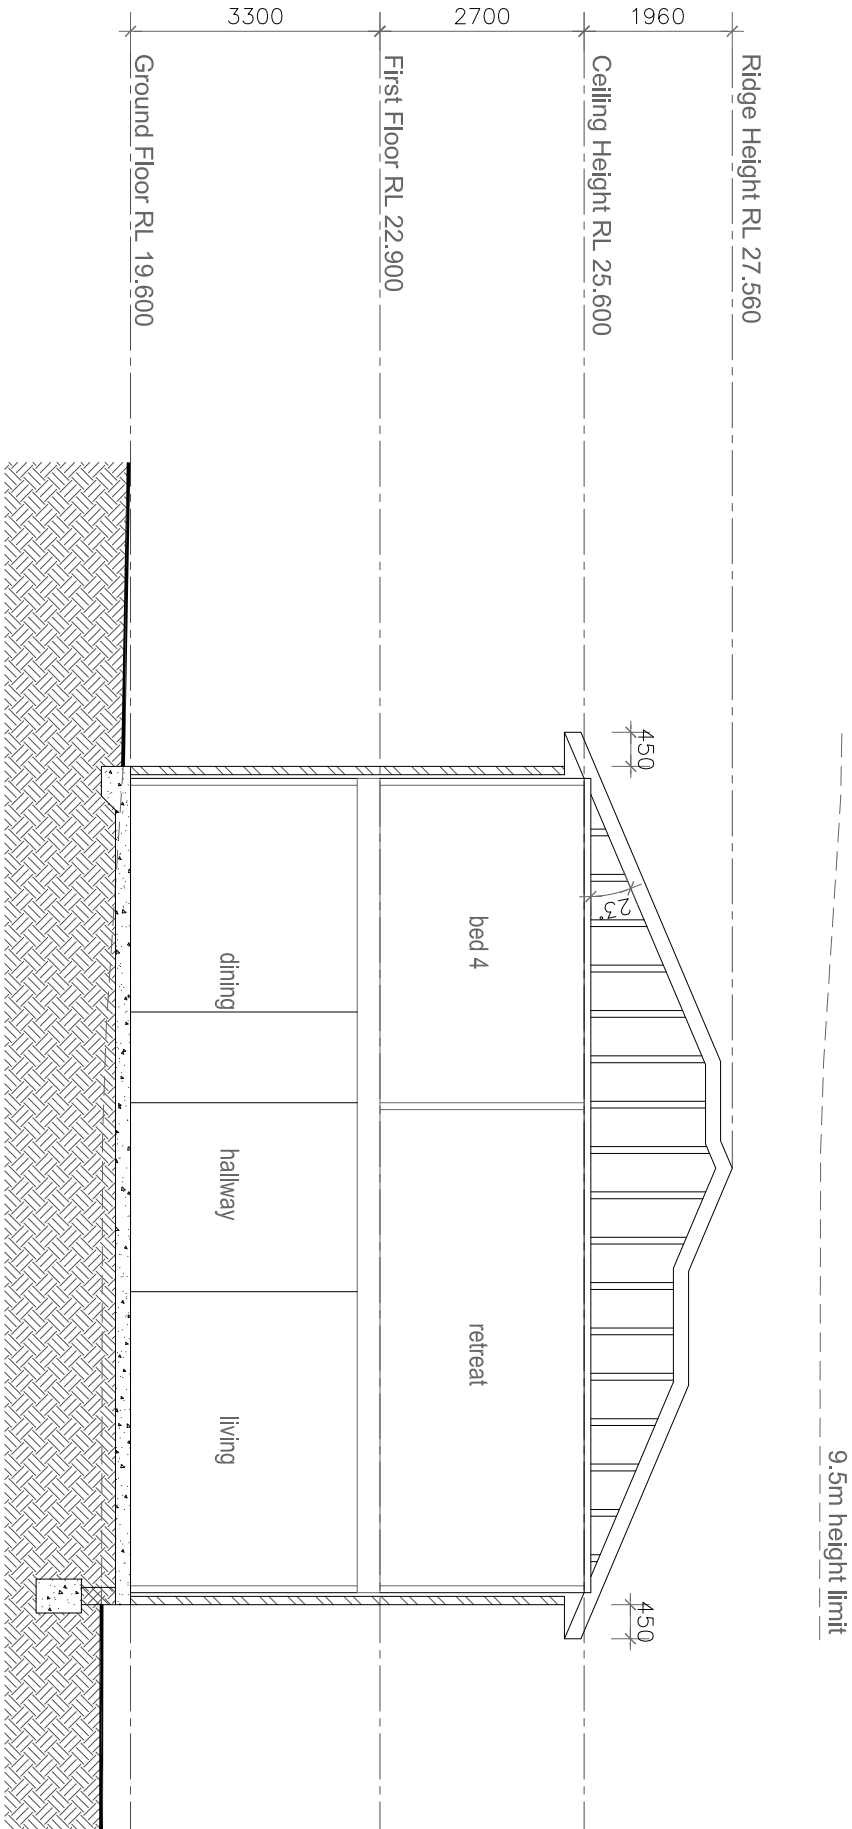 Ridge Height RL 27.560
Ceiling Height RL 25.600
First Floor RL 22.900
Ground Floor RL 19.600
1960
2700
3300
9.5m height limit
450
450
23°
bed 4
retreat
dining
hallway
living